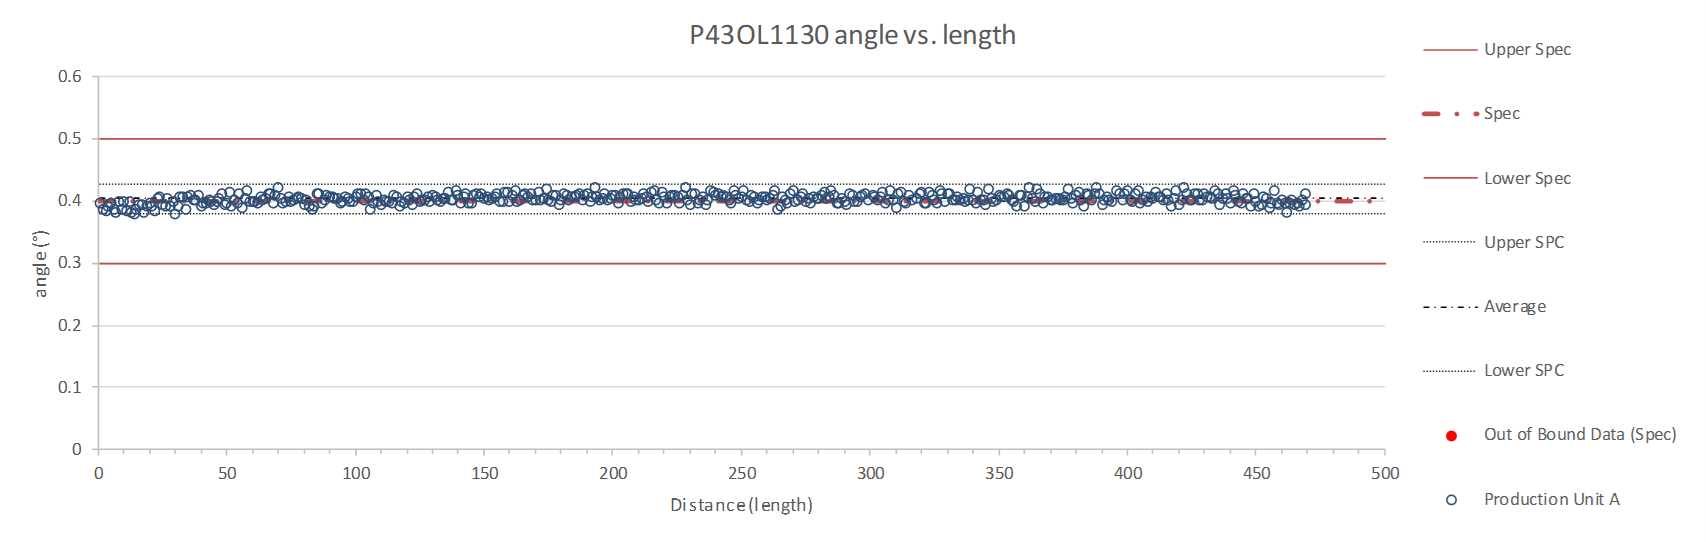 P43OL1130 angle vs. length
0.6
0.5
0.4
0.3
0.2
0.1
0
angle (°)
0 50 100 150 200 250 300 350 400 450 500
Distance (length)
Upper Spec
Spec
Lower Spec
Upper SPC
Average
Lower SPC
Out of Bound Data (Spec)
Production Unit A